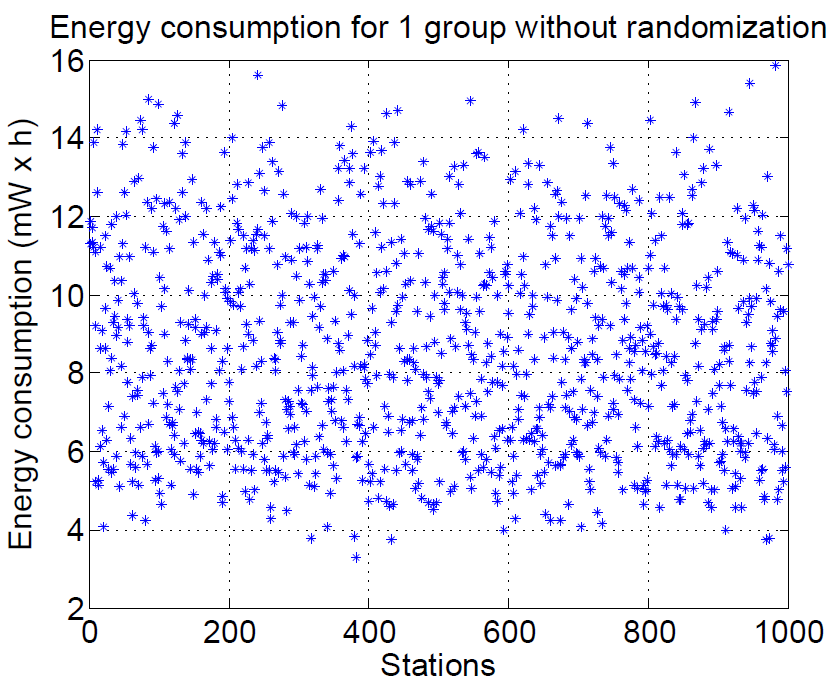 Energy consumption for 1 group without randomization
16
14
12
10
8
6
4
2
Energy consumption (mW x h)
0 200 400 600 800 1000
Stations